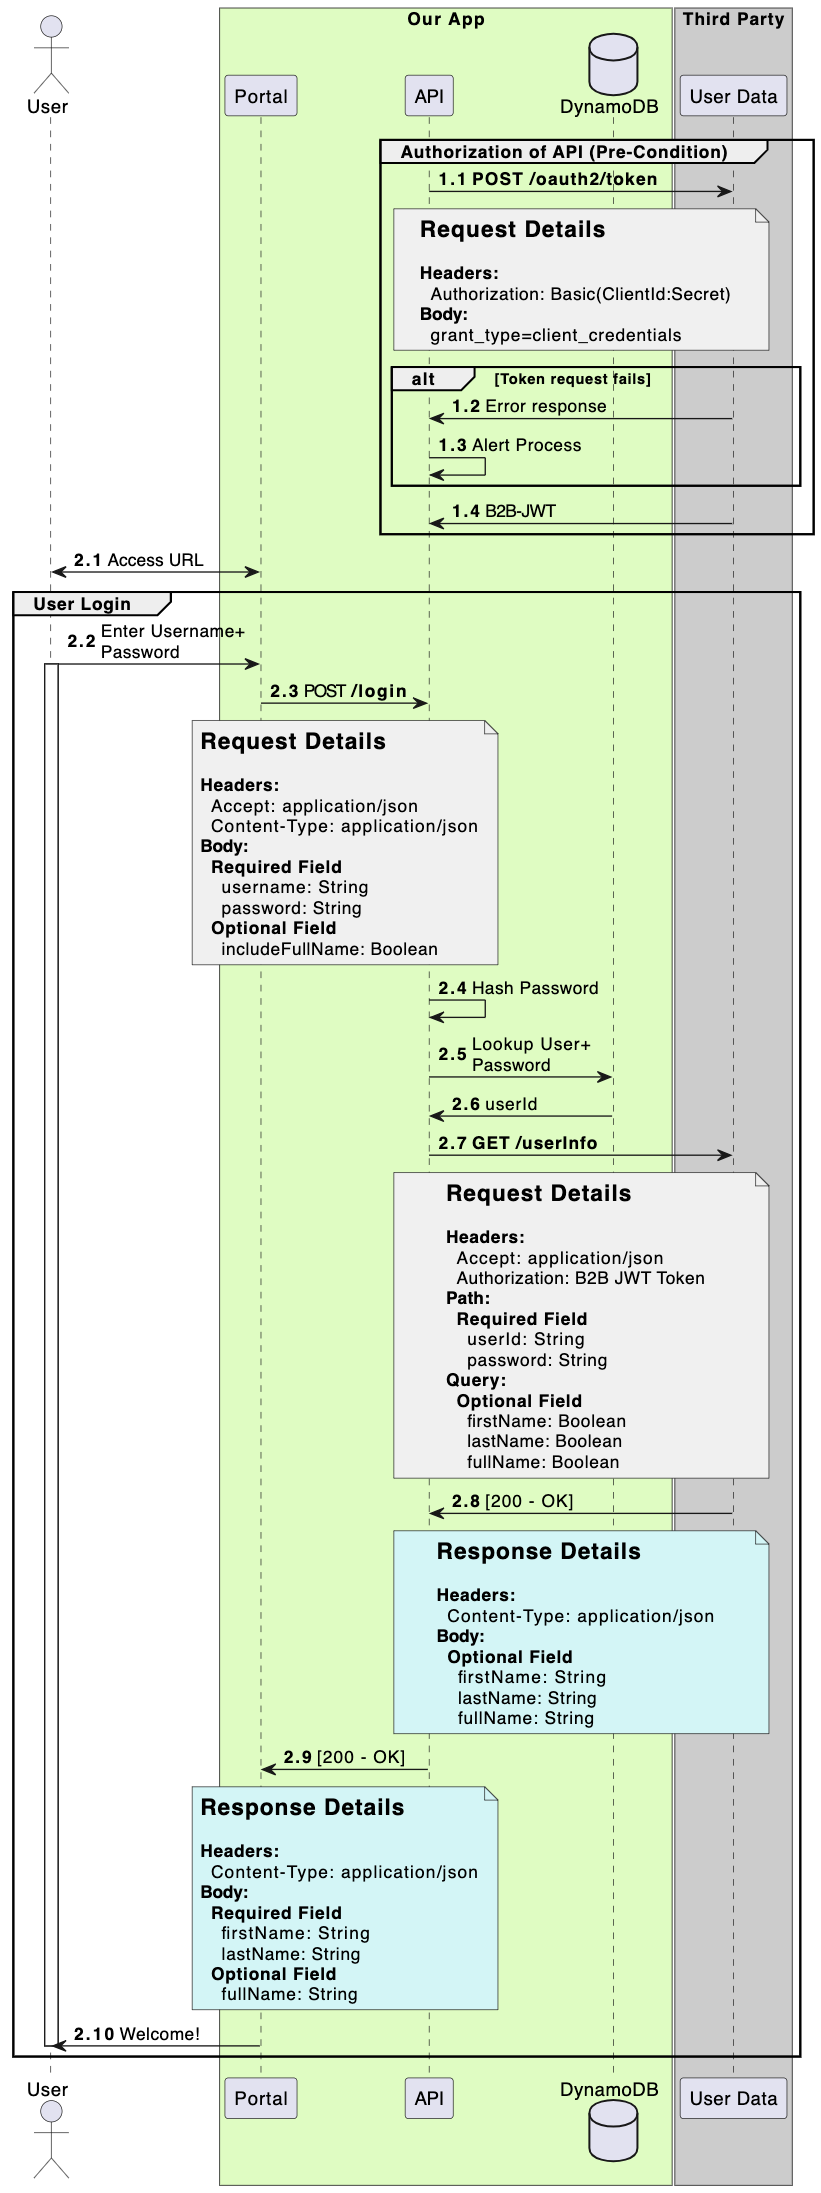 Our App
Third Party
User
Portal
API
DynamoDB
User Data
Authorization of API (Pre-Condition)
1.1 POST /oauth2/token
Request Details
Headers:
Authorization: Basic(ClientId:Secret)
Body:
grant_type=client_credentials
alt
[Token request fails]
1.2 Error response
1.3 Alert Process
1.4 B2B-JWT
2.1 Access URL
User Login
2.2 Enter Username+
Password
2.3 POST /login
Request Details
Headers:
Accept: application/json
Content-Type: application/json
Body:
Required Field
username: String
password: String
Optional Field
includeFullName: Boolean
2.4 Hash Password
2.5 Lookup User+
Password
2.6 userId
2.7 GET /userInfo
Request Details
Headers:
Accept: application/json
Authorization: B2B JWT Token
Path:
Required Field
userId: String
password: String
Query:
Optional Field
firstName: Boolean
lastName: Boolean
fullName: Boolean
2.8 [200 - OK]
Response Details
Headers:
Content-Type: application/json
Body:
Optional Field
firstName: String
lastName: String
fullName: String
2.9 [200 - OK]
Response Details
Headers:
Content-Type: application/json
Body:
Required Field
firstName: String
lastName: String
Optional Field
fullName: String
2.10 Welcome!
User
Portal
API
DynamoDB
User Data